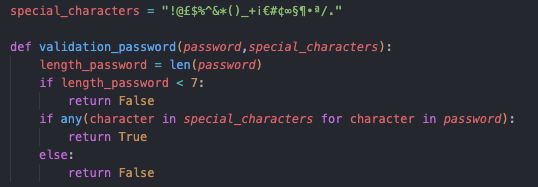 special_characters = "!@£$%^&*()_+¡€#¢∞§¶•ª/."
def validation_password(password,special_characters):
    length_password = len(password)
    if length_password < 7:
        return False
    if any(character in special_characters for character in password):
        return True
    else:
        return False